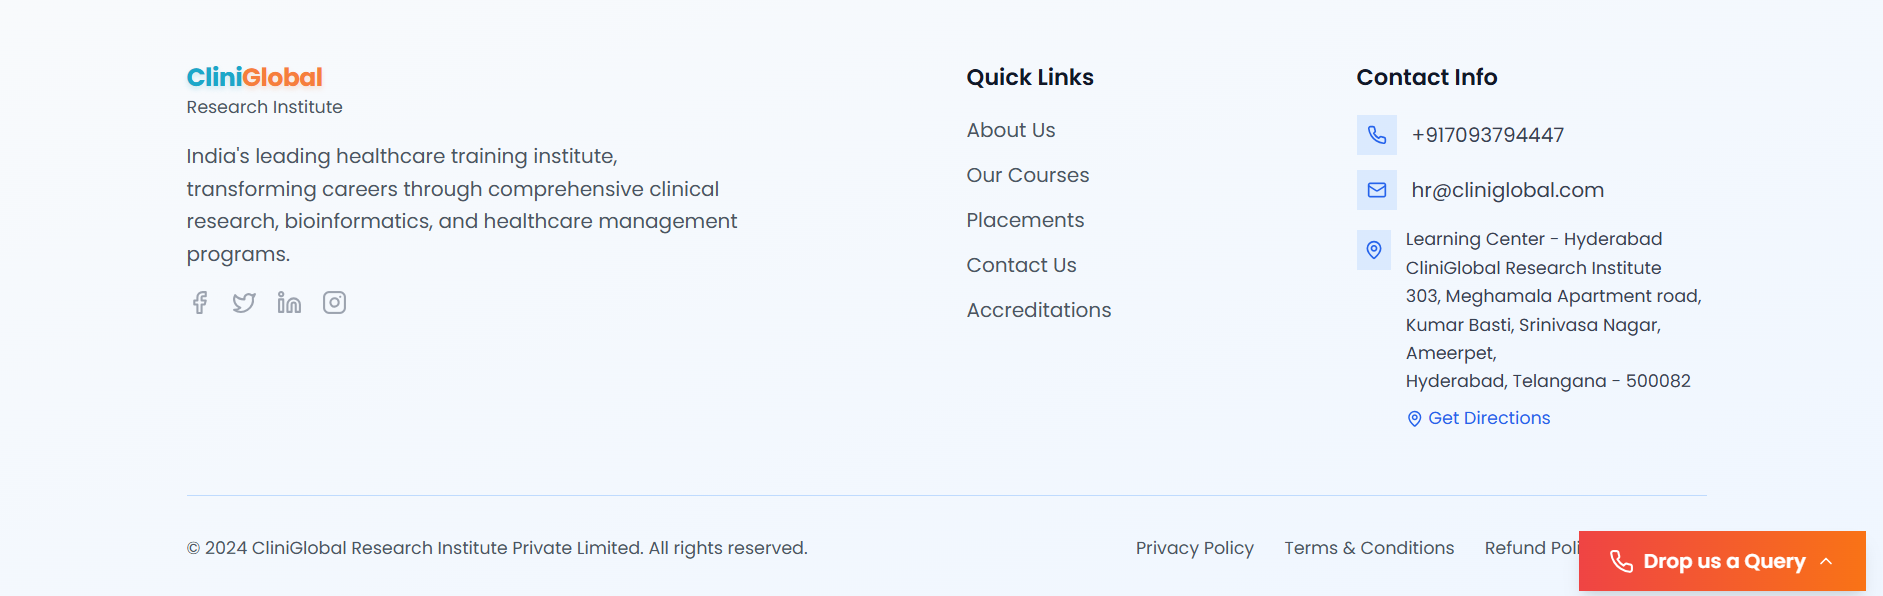 CliniGlobal
Research Institute
India's leading healthcare training institute,
transforming careers through comprehensive clinical
research, bioinformatics, and healthcare management
programs.
Quick Links
About Us
Our Courses
Placements
Contact Us
Accreditations
Contact Info
+917093794447
hr@cliniglobal.com
Learning Center - Hyderabad
CliniGlobal Research Institute
303, Meghamala Apartment road,
Kumar Basti, Srinivasa Nagar,
Ameerpet,
Hyderabad, Telangana - 500082
Get Directions
© 2024 CliniGlobal Research Institute Private Limited. All rights reserved.
Privacy Policy
Terms & Conditions
Refund
Drop us a Query